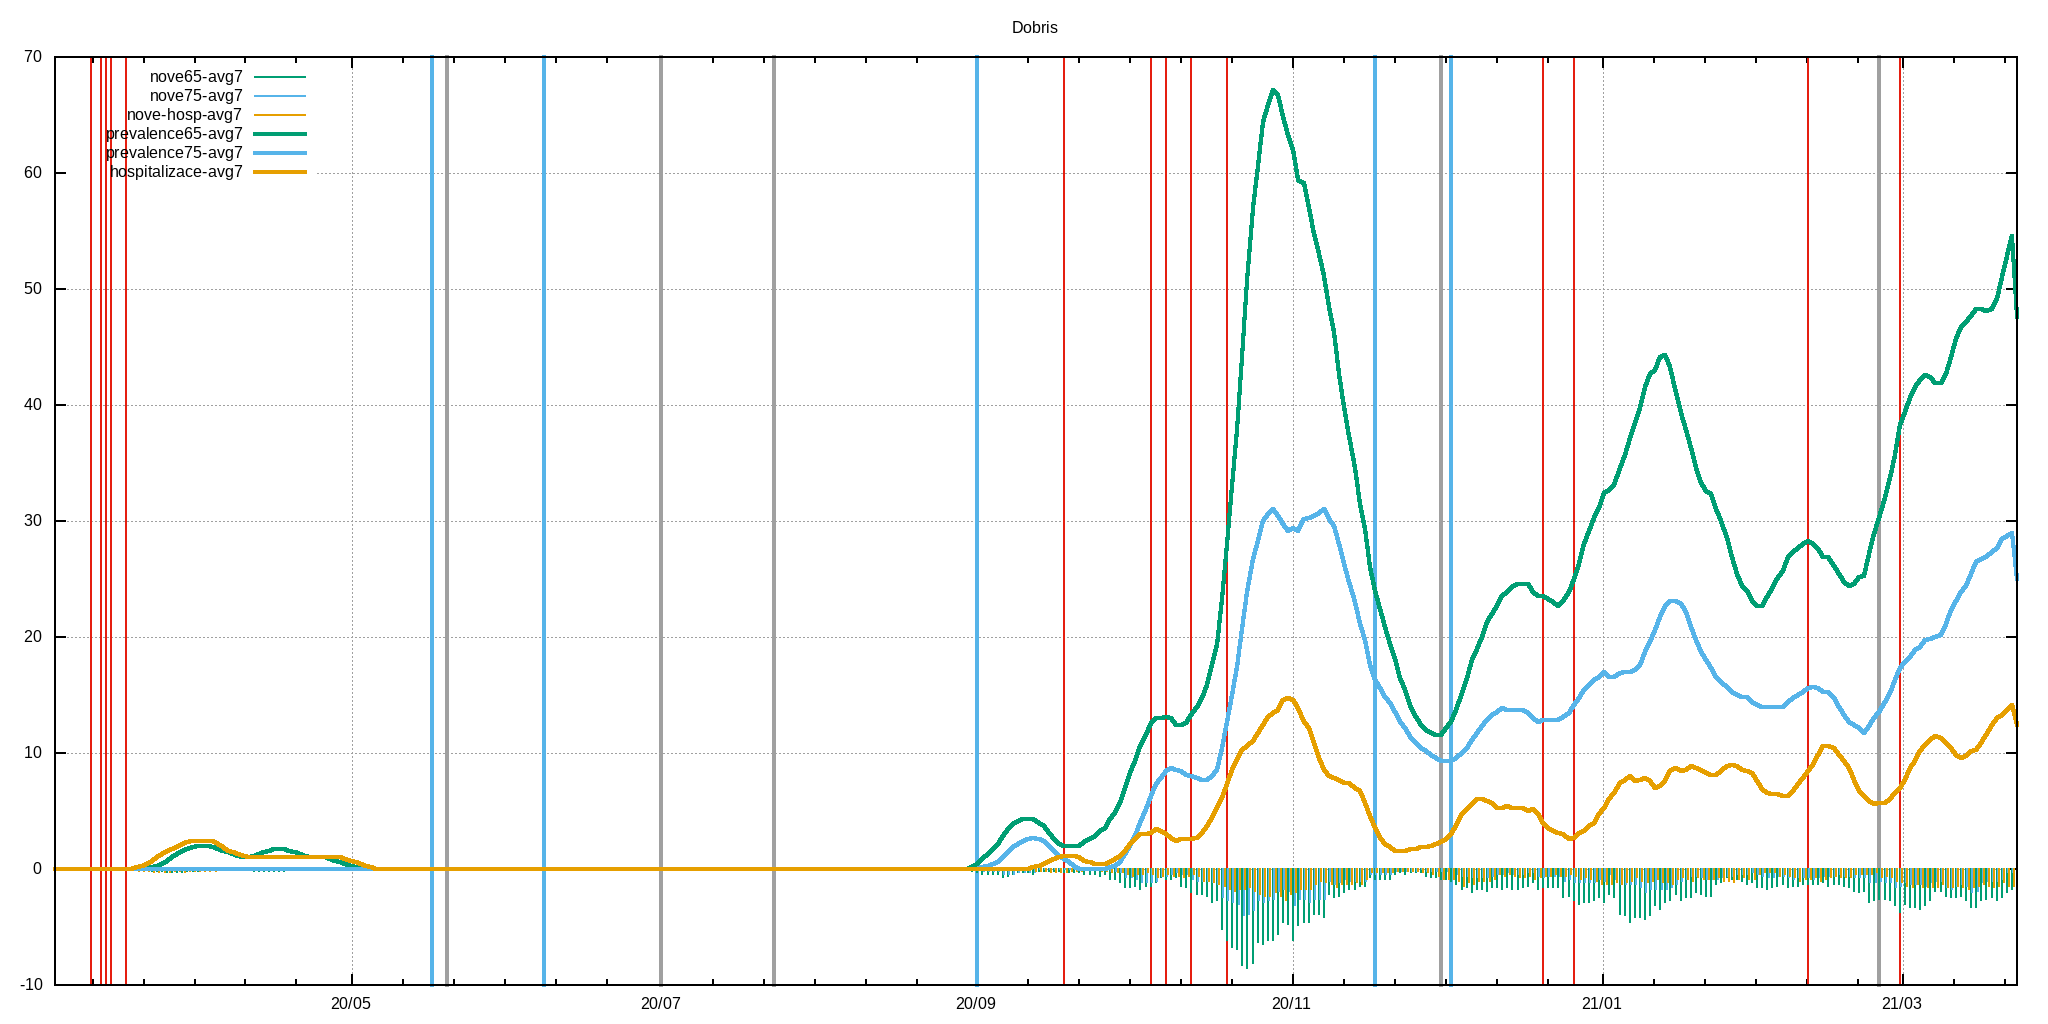 Dobris
70
60
50
40
30
20
10
0
-10
nove65-avg7
nove75-avg7
nove-hosp-avg7
prevalence65-avg7
prevalence75-avg7
hospitalizace-avg7
20/05 20/07 20/09 20/11 21/01 21/03